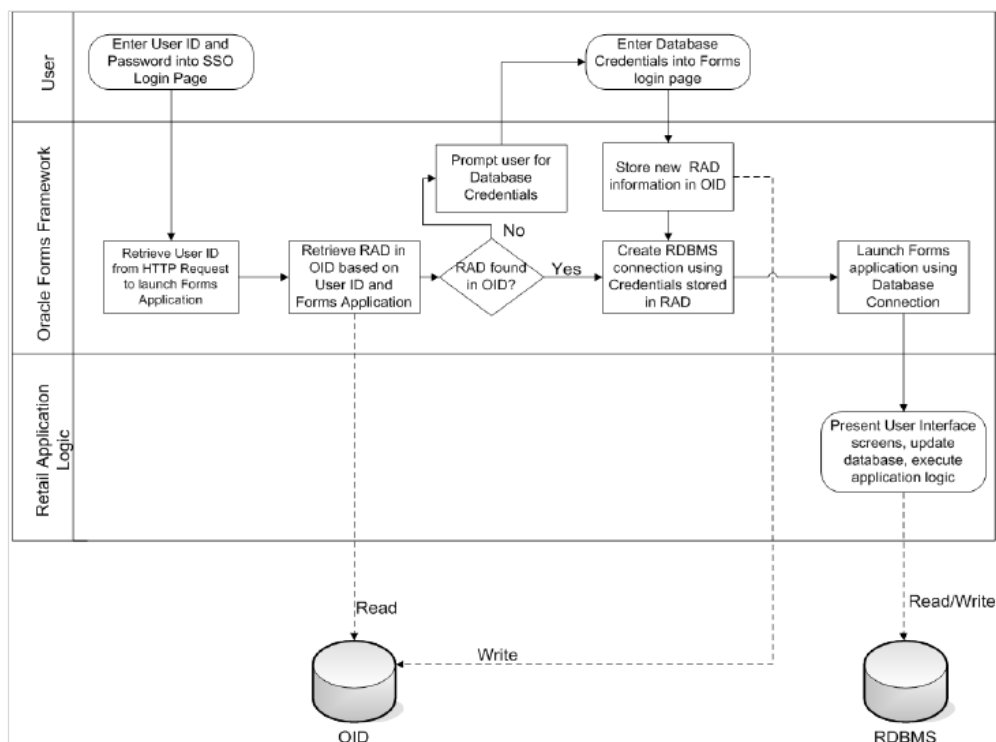 User
Enter User ID and
Password into SSO
Login Page
Enter Database
Credentials into Forms
login page
Oracle Forms Framework
Prompt user for
Database
Credentials
Store new RAD
information in OID
No
Retrieve User ID
from HTTP Request
to launch Forms
Application
Retrieve RAD in
OID based on
User ID and
Forms Application
RAD found
in OID?
Yes
Create RDBMS
connection using
Credentials stored
in RAD
Launch Forms
application using
Database
Connection
Retail Application
Logic
Present User Interface
screens, update
database, execute
application logic
Read
Read/Write
Write
OID
RDBMS